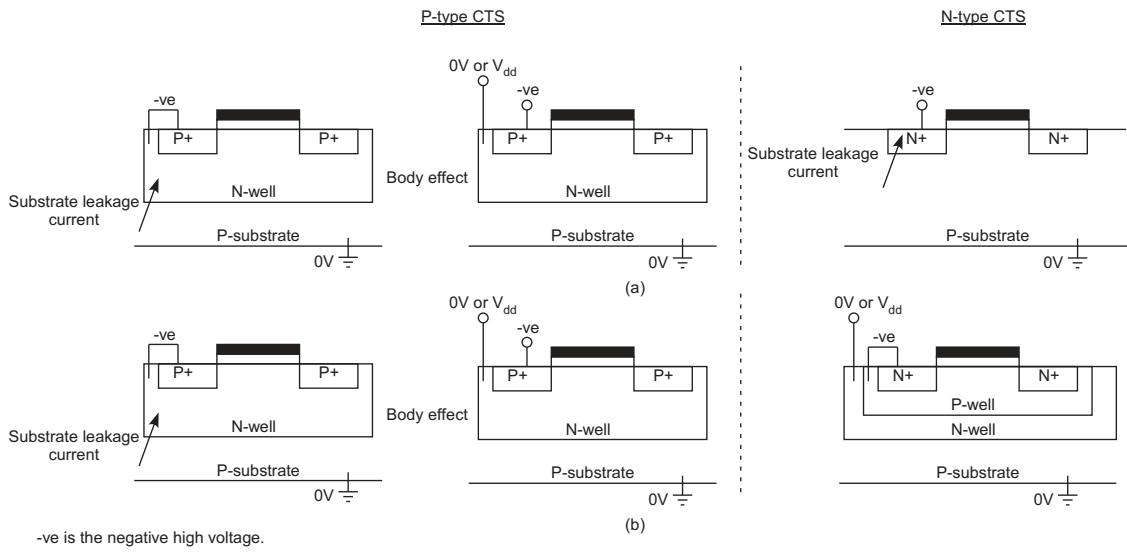 P-type CTS
N-type CTS
0V or Vdd
-ve
-ve
-ve
P+
P+
P+
P+
N+
N+
Substrate leakage
current
N-well
Body effect
N-well
Substrate leakage
current
P-substrate
P-substrate
P-substrate
0V
0V
0V
(a)
0V or Vdd
0V or Vdd
-ve
-ve
-ve
P+
P+
P+
P+
N+
N+
Substrate leakage
current
N-well
Body effect
N-well
P-well
N-well
P-substrate
P-substrate
P-substrate
0V
0V
0V
(b)
-ve is the negative high voltage.